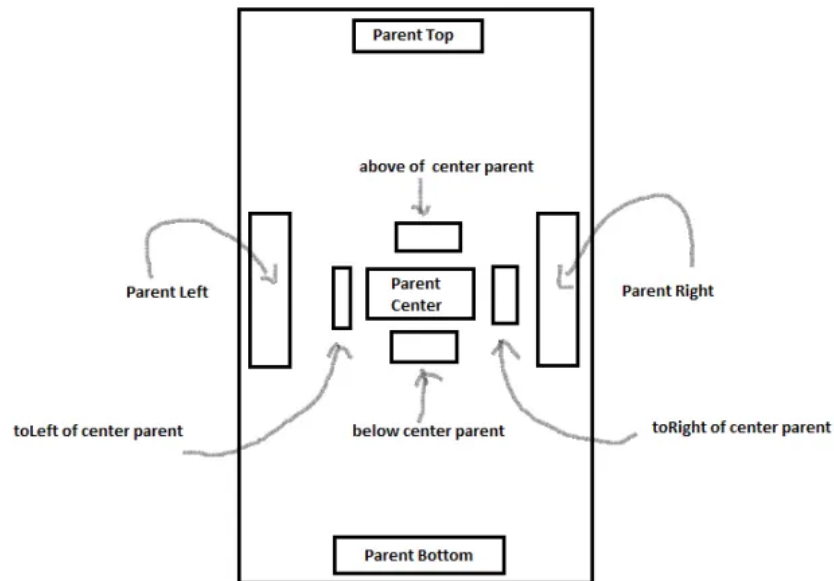 Parent Top
above of center parent
Parent Left
Parent
Center
Parent Right
toLeft of center parent
below center parent
toRight of center parent
Parent Bottom